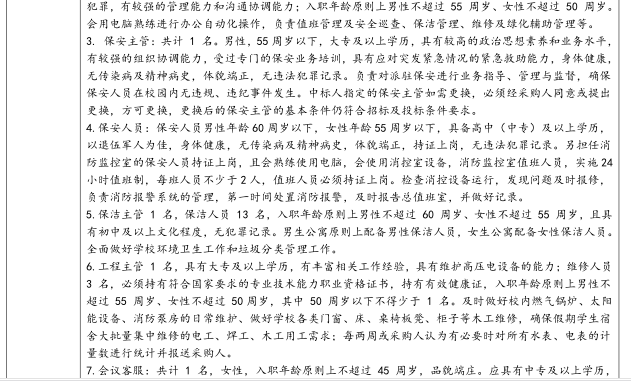 犯罪，有较强的管理能力和沟通协调能力；入职年龄原则上男性不超过 55 周岁、女性不超过 50 周岁。
会用电脑熟练进行办公自动化操作，负责值班管理及安全巡查、保洁管理、维修及绿化辅助管理等。
3. 保安主管：共计 1 名。男性，55 周岁以下，大专及以上学历，具有较高的政治思想素养和业务水平，
有较强的组织协调能力，受过专门的保安业务培训，具有应对突发紧急情况的紧急救助能力，身体健康，
无传染病及精神病史，体貌端正，无违法犯罪记录。负责对派驻保安进行业务指导、管理与监督，确保
保安人员在校园内无违规、违纪事件发生。中标人指定的保安主管如需更换，必须经采购人同意或提出
更换，方可更换，更换后的保安主管的基本条件仍符合招标及投标条件要求。
4. 保安人员：保安人员男性年龄 60 周岁以下，女性年龄 55 周岁以下，具备高中（中专）及以上学历，
以退伍军人为佳，身体健康，无传染病及精神病史，体貌端正，持证上岗，无违法犯罪记录。另担任消
防监控室的保安人员持证上岗，且会熟练使用电脑，会使用消控室设备，消防监控室值班人员，实施 24
小时值班制，每班人员不少于 2 人，值班人员必须持证上岗。检查消控设备运行，发现问题及时报修，
负责消防报警系统的管理，第一时间处置消防报警，及时报告总值班室，并做好记录。
5. 保洁主管 1 名，保洁人员 13 名，入职年龄原则上男性不超过 60 周岁、女性不超过 55 周岁，且具
有初中及以上文化程度，无犯罪记录。男生公寓原则上配备男性保洁人员，女生公寓配备女性保洁人员。
全面做好学校环境卫生工作和垃圾分类管理工作。
6. 工程主管 1 名，具有大专及以上学历，有丰富相关工作经验，具有维护高压电设备的能力；维修人员
3 名，必须持有符合国家要求的专业技术能力职业资格证书，持有有效健康证，入职年龄原则上男性不
超过 55 周岁、女性不超过 50 周岁，其中 50 周岁以下不得少于 1 名。及时做好校内燃气锅炉、太阳
能设备、消防泵房的日常维护、做好学校各类门窗、床、桌椅板凳、柜子等木工维修，确保假期学生宿
舍大批量集中维修的电工、焊工、木工用工需求；每两周或采购人认为有必要时对所有水表、电表的计
量数进行统计并报送采购人。
7. 会议客服：共计 1 名，女性，入职年龄原则上不超过 45 周岁，品貌端庄。应具有中专及以上学历，